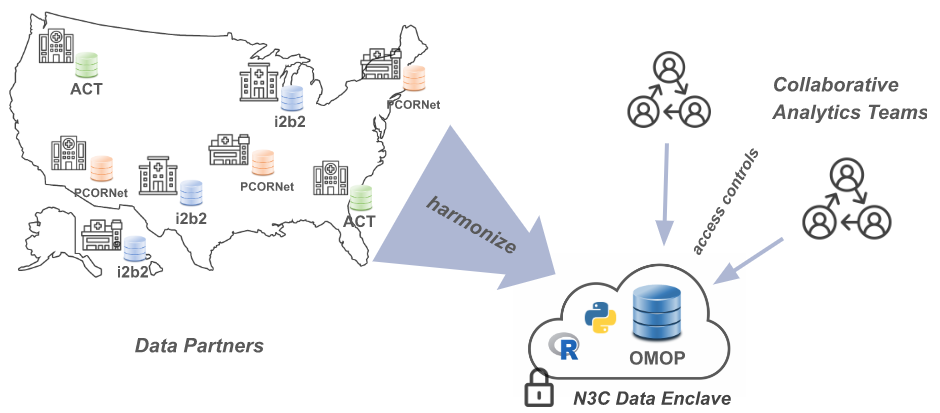 ACT
i2b2
PCORNet
PCORNet
i2b2
PCORNet
ACT
i2b2
harmonize
Data Partners
Collaborative
Analytics Teams
access controls
R
OMOP
N3C Data Enclave